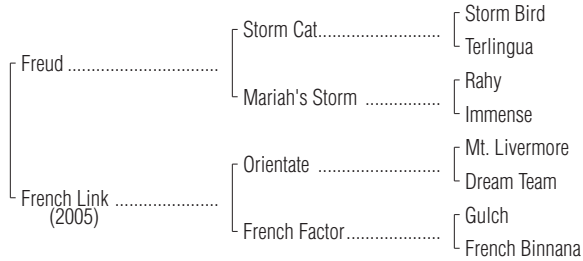 Storm Bird
Storm Cat..........................
Terlingua
Freud ................................
Rahy
Mariah's Storm ................
Immense
Mt. Livermore
Orientate ..........................
Dream Team
French Link ......................
(2005)
Gulch
French Factor....................
French Binnana